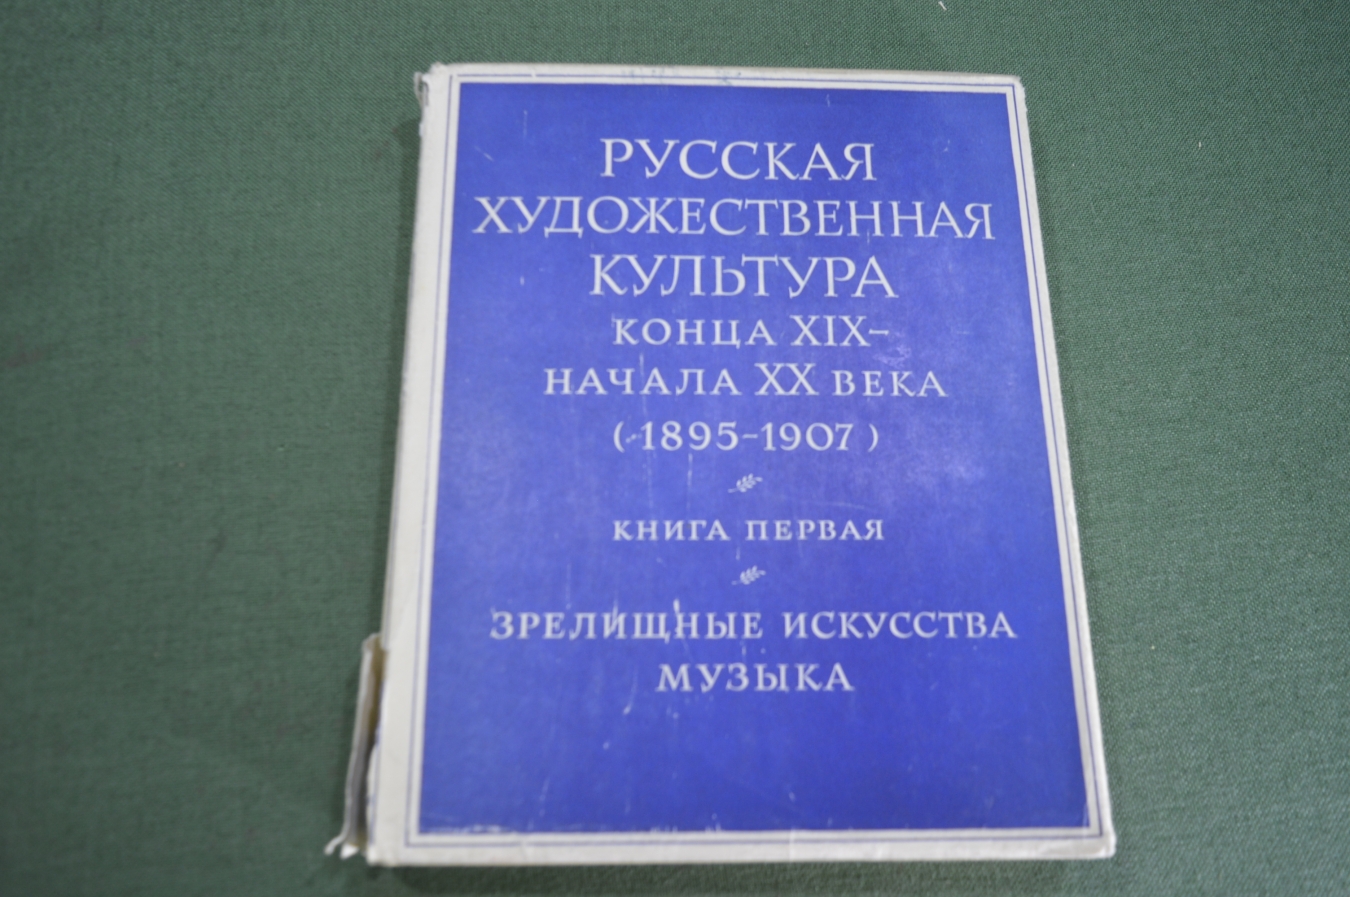 РУССКАЯ
ХУДОЖЕСТВЕННАЯ
КУЛЬТУРА
КОНЦА XIX–
НАЧАЛА XX ВЕКА
(1895–1907)
КНИГА ПЕРВАЯ
ЗРЕЛИЩНЫЕ ИСКУССТВА
МУЗЫКА